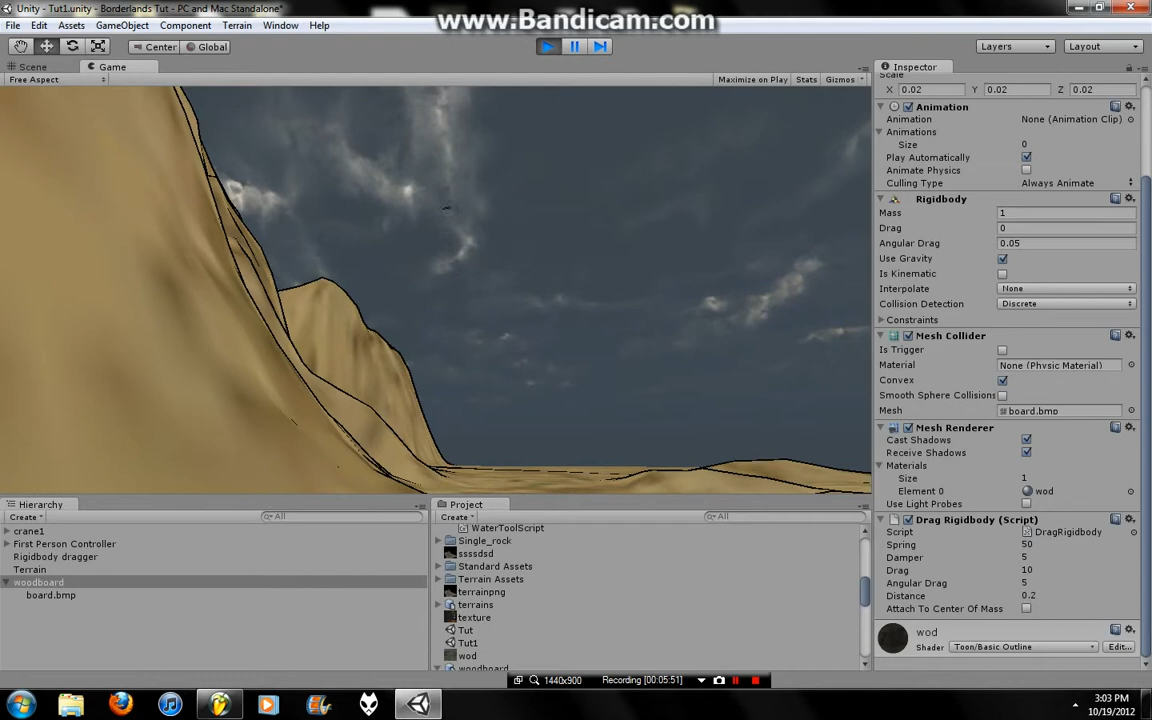 Unity - Tut1.unity - Borderlands Tut - PC and Mac Standalone*
www.Bandicam.com
File Edit Assets GameObject Component Terrain Window Help
Center Global Layers Layout
Scene Game Inspector
Free Aspect Maximize on Play Stats Gizmos
Scale
X 0.02 Y 0.02 Z 0.02
Animation
Animation None (Animation Clip)
Animations
Size 0
Play Automatically
Animate Physics
Culling Type Always Animate
Rigidbody
Mass 1
Drag 0
Angular Drag 0.05
Use Gravity
Is Kinematic
Interpolate None
Collision Detection Discrete
Constraints
Mesh Collider
Is Trigger
Material None (Physic Material)
Convex
Smooth Sphere Collisions
Mesh board.bmp
Mesh Renderer
Cast Shadows
Receive Shadows
Materials
Size 1
Element 0 wod
Use Light Probes
Drag Rigidbody (Script)
Script DragRigidbody
Spring 50
Damper 5
Drag 10
Angular Drag 5
Distance 0.2
Attach To Center Of Mass
wod
Shader Toon/Basic Outline Edit...
Hierarchy
Create All
crane1
First Person Controller
Rigidbody dragger
Terrain
woodboard
board.bmp
Project
Create All
WaterToolScript
Single_rock
ssssdsd
Standard Assets
Terrain Assets
terrainpng
terrains
texture
Tut
Tut1
wod
woodboard
1440x900 Recording [00:05:51]
3:03 PM
10/19/2012